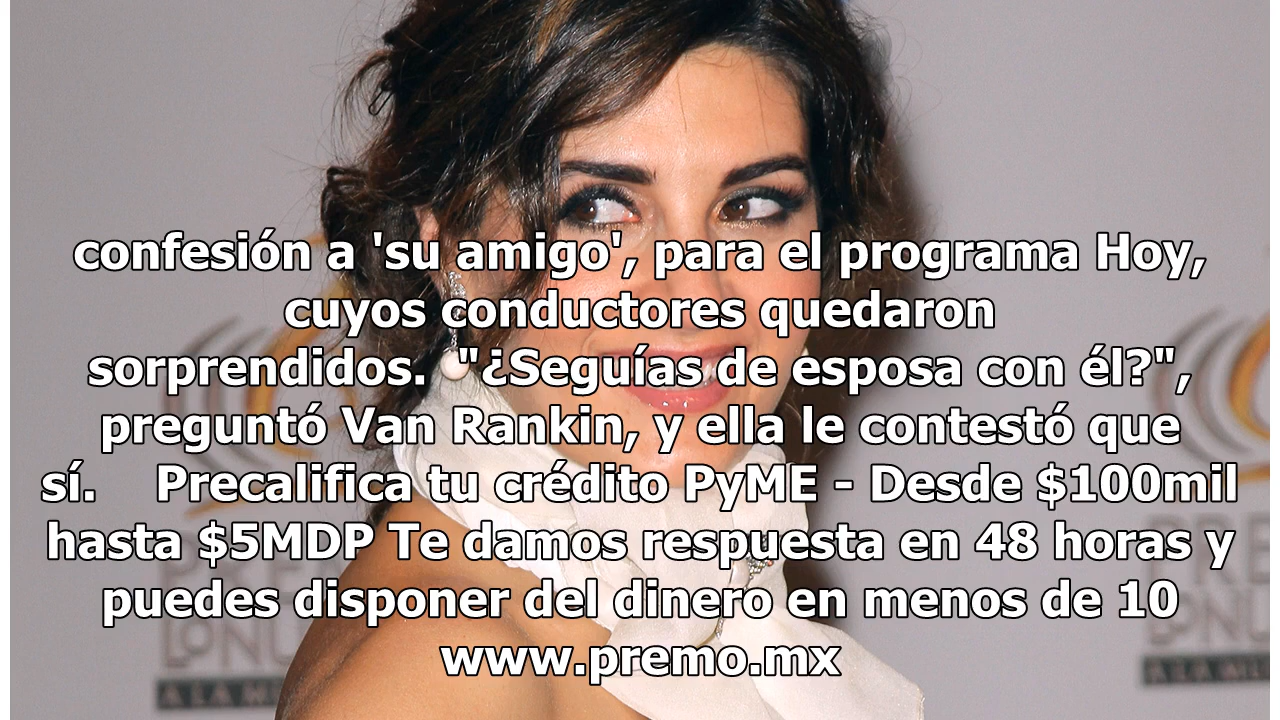 confesión a 'su amigo', para el programa Hoy,
cuyos conductores quedaron
sorprendidos.  "¿Seguías de esposa con él?",
preguntó Van Rankin, y ella le contestó que
sí.    Precalifica tu crédito PyME - Desde $100mil
hasta $5MDP Te damos respuesta en 48 horas y
puedes disponer del dinero en menos de 10
www.premo.mx